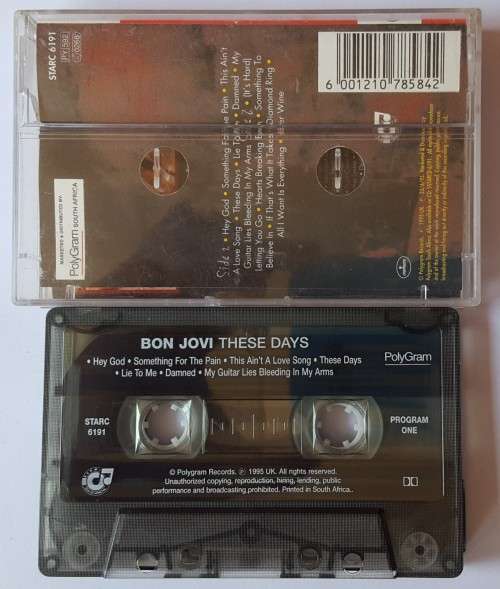 STARC 6191
PY 592
6 001210 785842
Side 1 • Hey God • Something For The Pain • This Ain't
A Love Song • These Days • Lie To Me • Damned • My
Guitar Lies Bleeding In My Arms Side 2 • (It's Hard)
Letting You Go • Hearts Breaking Even • Something To
Believe In • If That's What It Takes • Diamond Ring •
All I Want Is Everything • Bitter Wine
MARKETED & DISTRIBUTED BY
PolyGram SOUTH AFRICA
BON JOVI THESE DAYS
• Hey God • Something For The Pain • This Ain't A Love Song • These Days
• Lie To Me • Damned • My Guitar Lies Bleeding In My Arms
PolyGram
STARC
6191
PROGRAM
ONE
© Polygram Records. ℗ 1995 UK. All rights reserved.
Unauthorized copying, reproduction, hiring, lending, public
performance and broadcasting prohibited. Printed in South Africa..